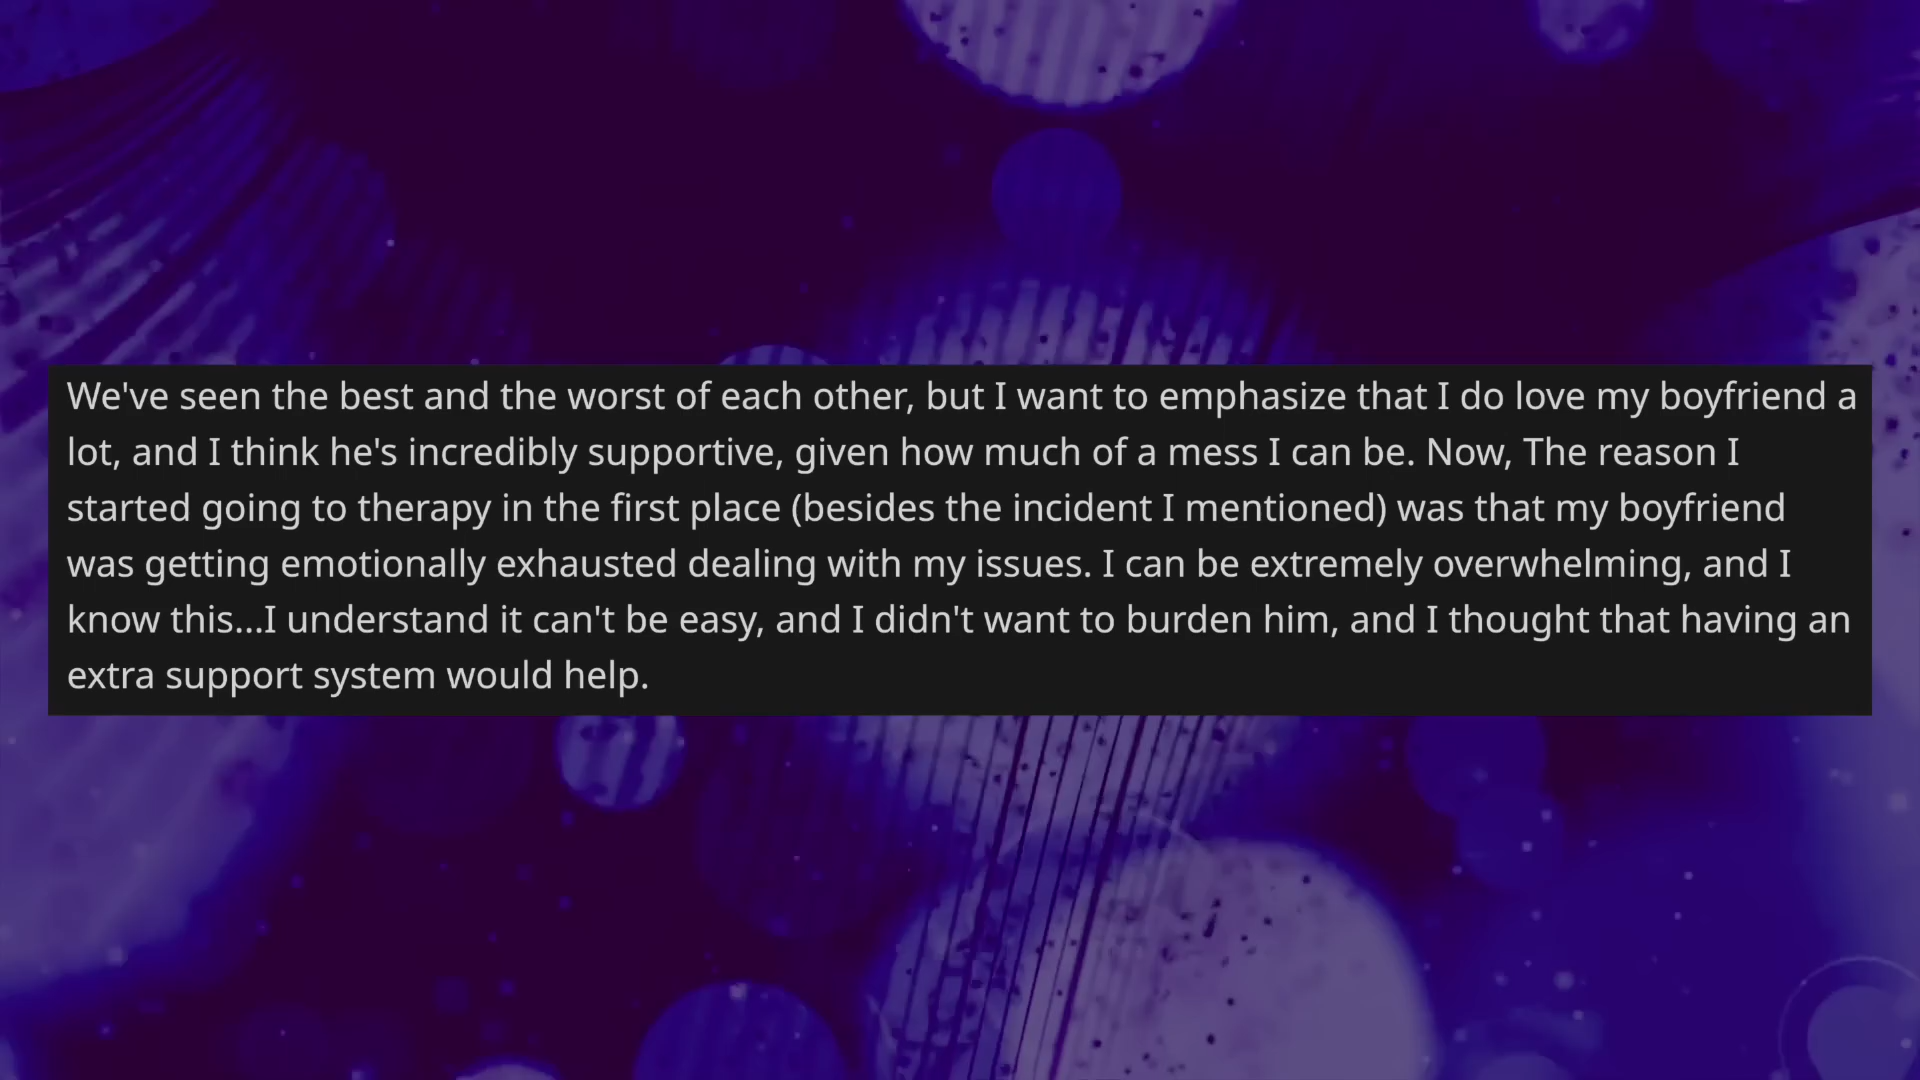 We've seen the best and the worst of each other, but I want to emphasize that I do love my boyfriend a
lot, and I think he's incredibly supportive, given how much of a mess I can be. Now, The reason I
started going to therapy in the first place (besides the incident I mentioned) was that my boyfriend
was getting emotionally exhausted dealing with my issues. I can be extremely overwhelming, and I
know this...I understand it can't be easy, and I didn't want to burden him, and I thought that having an
extra support system would help.